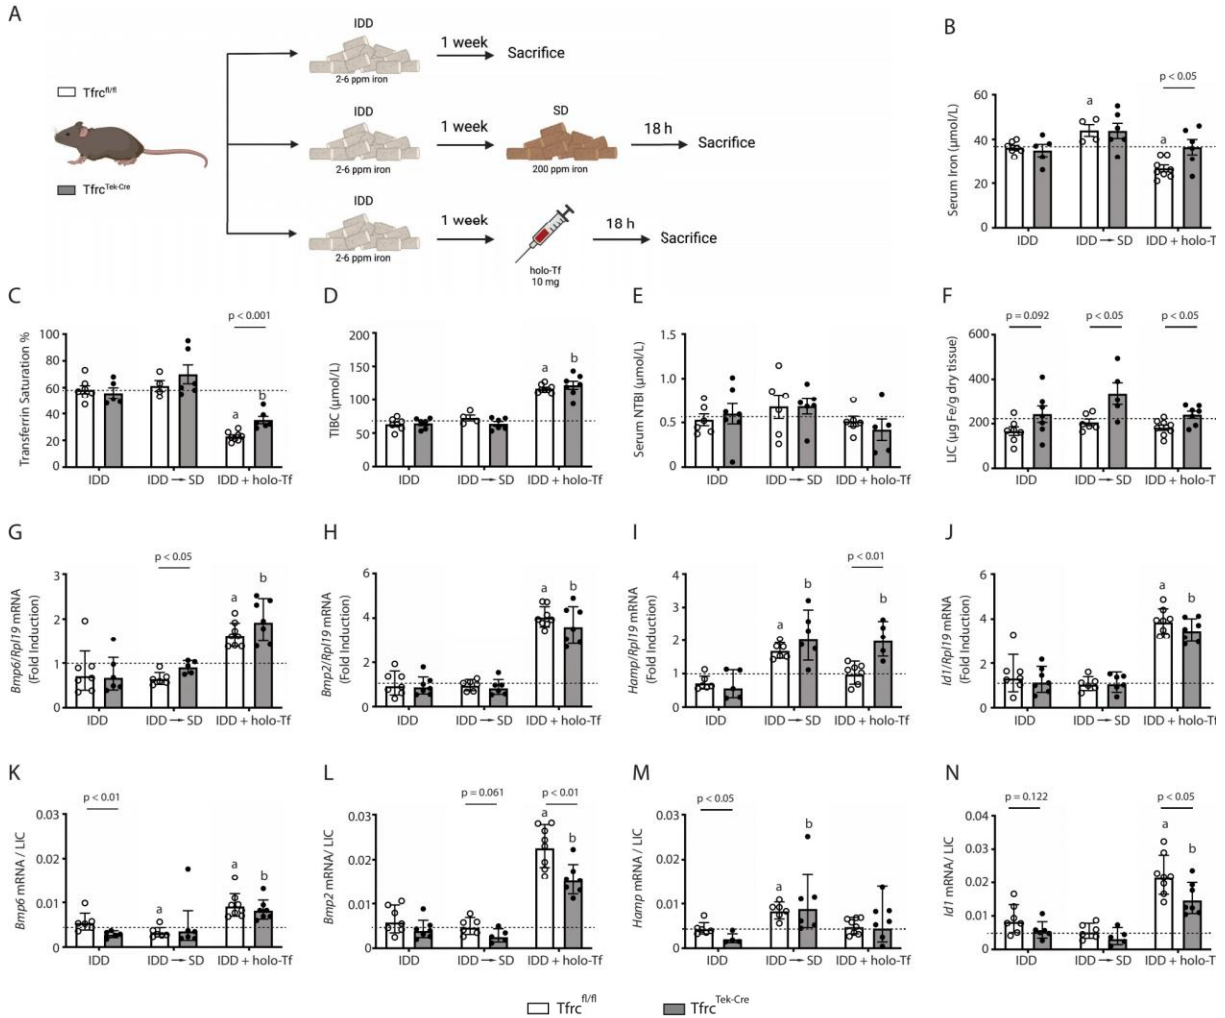 A
IDD
1 week
Sacrifice
2-6 ppm iron
Tfrc fl/fl
IDD
1 week
SD
18 h
Sacrifice
2-6 ppm iron
200 ppm iron
Tfrc Tek-Cre
IDD
1 week
18 h
Sacrifice
2-6 ppm iron
holo-Tf
10 mg
B
p < 0.05
Serum Iron (µmol/L)
60
40
20
0
a
a
IDD
IDD → SD
IDD + holo-T
C
p < 0.001
Transferrin Saturation %
100
80
60
40
20
0
a
b
IDD
IDD → SD
IDD + holo-Tf
D
TIBC (µmol/L)
200
150
100
50
0
a
b
IDD
IDD → SD
IDD + holo-Tf
E
Serum NTBI (µmol/L)
1.5
1.0
0.5
0.0
IDD
IDD → SD
IDD + holo-Tf
F
p = 0.092
p < 0.05
p < 0.05
LIC (µg Fe/g dry tissue)
600
400
200
0
IDD
IDD → SD
IDD + holo-Tf
G
p < 0.05
Bmp6/Rpl19 mRNA
(Fold Induction)
3
2
1
0
a
b
IDD
IDD → SD
IDD + holo-Tf
H
Bmp2/Rpl19 mRNA
(Fold Induction)
6
4
2
0
a
b
IDD
IDD → SD
IDD + holo-Tf
I
p < 0.01
Hamp/Rpl19 mRNA
(Fold Induction)
4
3
2
1
0
a
b
b
IDD
IDD → SD
IDD + holo-Tf
J
Id1/Rpl19 mRNA
(Fold Induction)
6
4
2
0
a
b
IDD
IDD → SD
IDD + holo-Tf
K
p < 0.01
Bmp6 mRNA / LIC
0.03
0.02
0.01
0.00
a
a
b
IDD
IDD → SD
IDD + holo-Tf
L
p = 0.061
p < 0.01
Bmp2 mRNA/ LIC
0.03
0.02
0.01
0.00
a
b
IDD
IDD → SD
IDD + holo-Tf
M
p < 0.05
Hamp mRNA / LIC
0.03
0.02
0.01
0.00
a
b
IDD
IDD → SD
IDD + holo-Tf
N
p = 0.122
p < 0.05
Id1 mRNA/ LIC
0.04
0.03
0.02
0.01
0.00
a
b
IDD
IDD → SD
IDD + holo-Tf
Tfrc fl/fl
Tfrc Tek-Cre